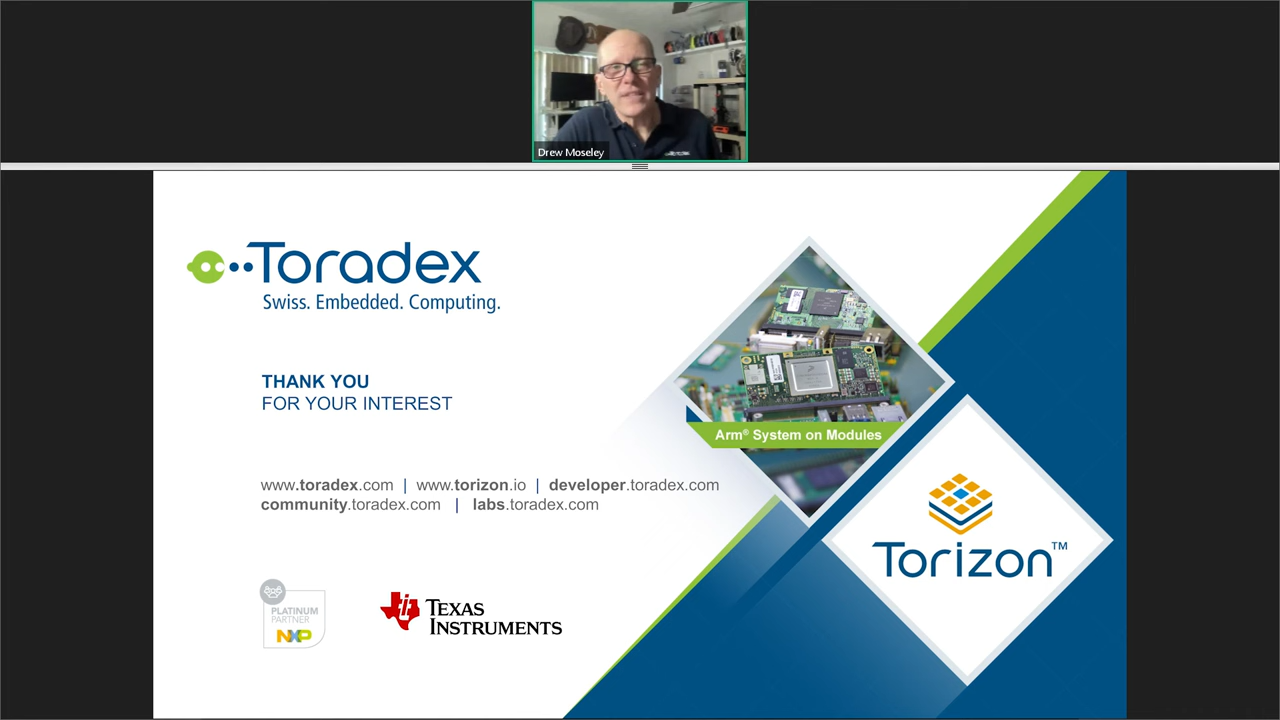 Drew Moseley
Toradex
Swiss. Embedded. Computing.
THANK YOU
FOR YOUR INTEREST
Arm® System on Modules
www.toradex.com | www.torizon.io | developer.toradex.com
community.toradex.com | labs.toradex.com
Torizon™
PLATINUM
PARTNER
NXP
TEXAS
INSTRUMENTS